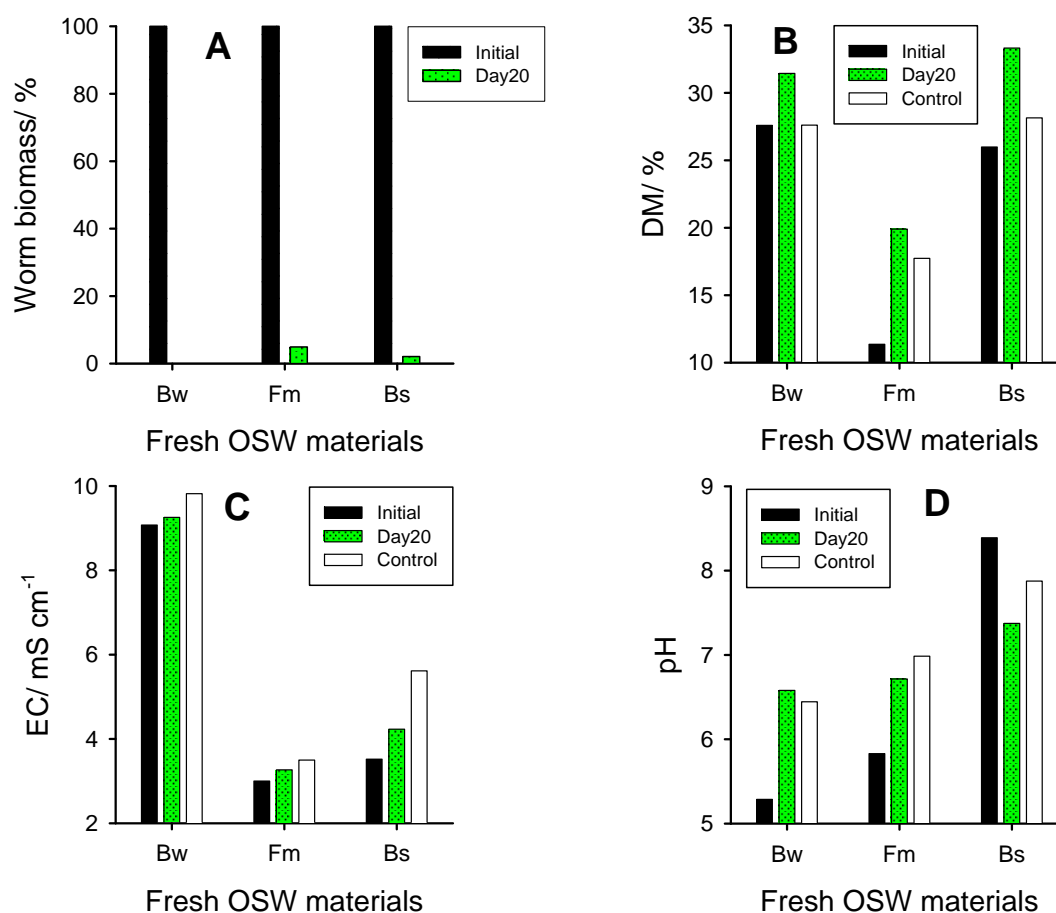 A
Initial
Day20
100
80
60
40
20
0
Worm biomass/ %
Bw Fm Bs
Fresh OSW materials
B
Initial
Day20
Control
35
30
25
20
15
10
DM/ %
Bw Fm Bs
Fresh OSW materials
C
Initial
Day20
Control
10
8
6
4
2
EC/ mS cm-1
Bw Fm Bs
Fresh OSW materials
D
Initial
Day20
Control
9
8
7
6
5
pH
Bw Fm Bs
Fresh OSW materials